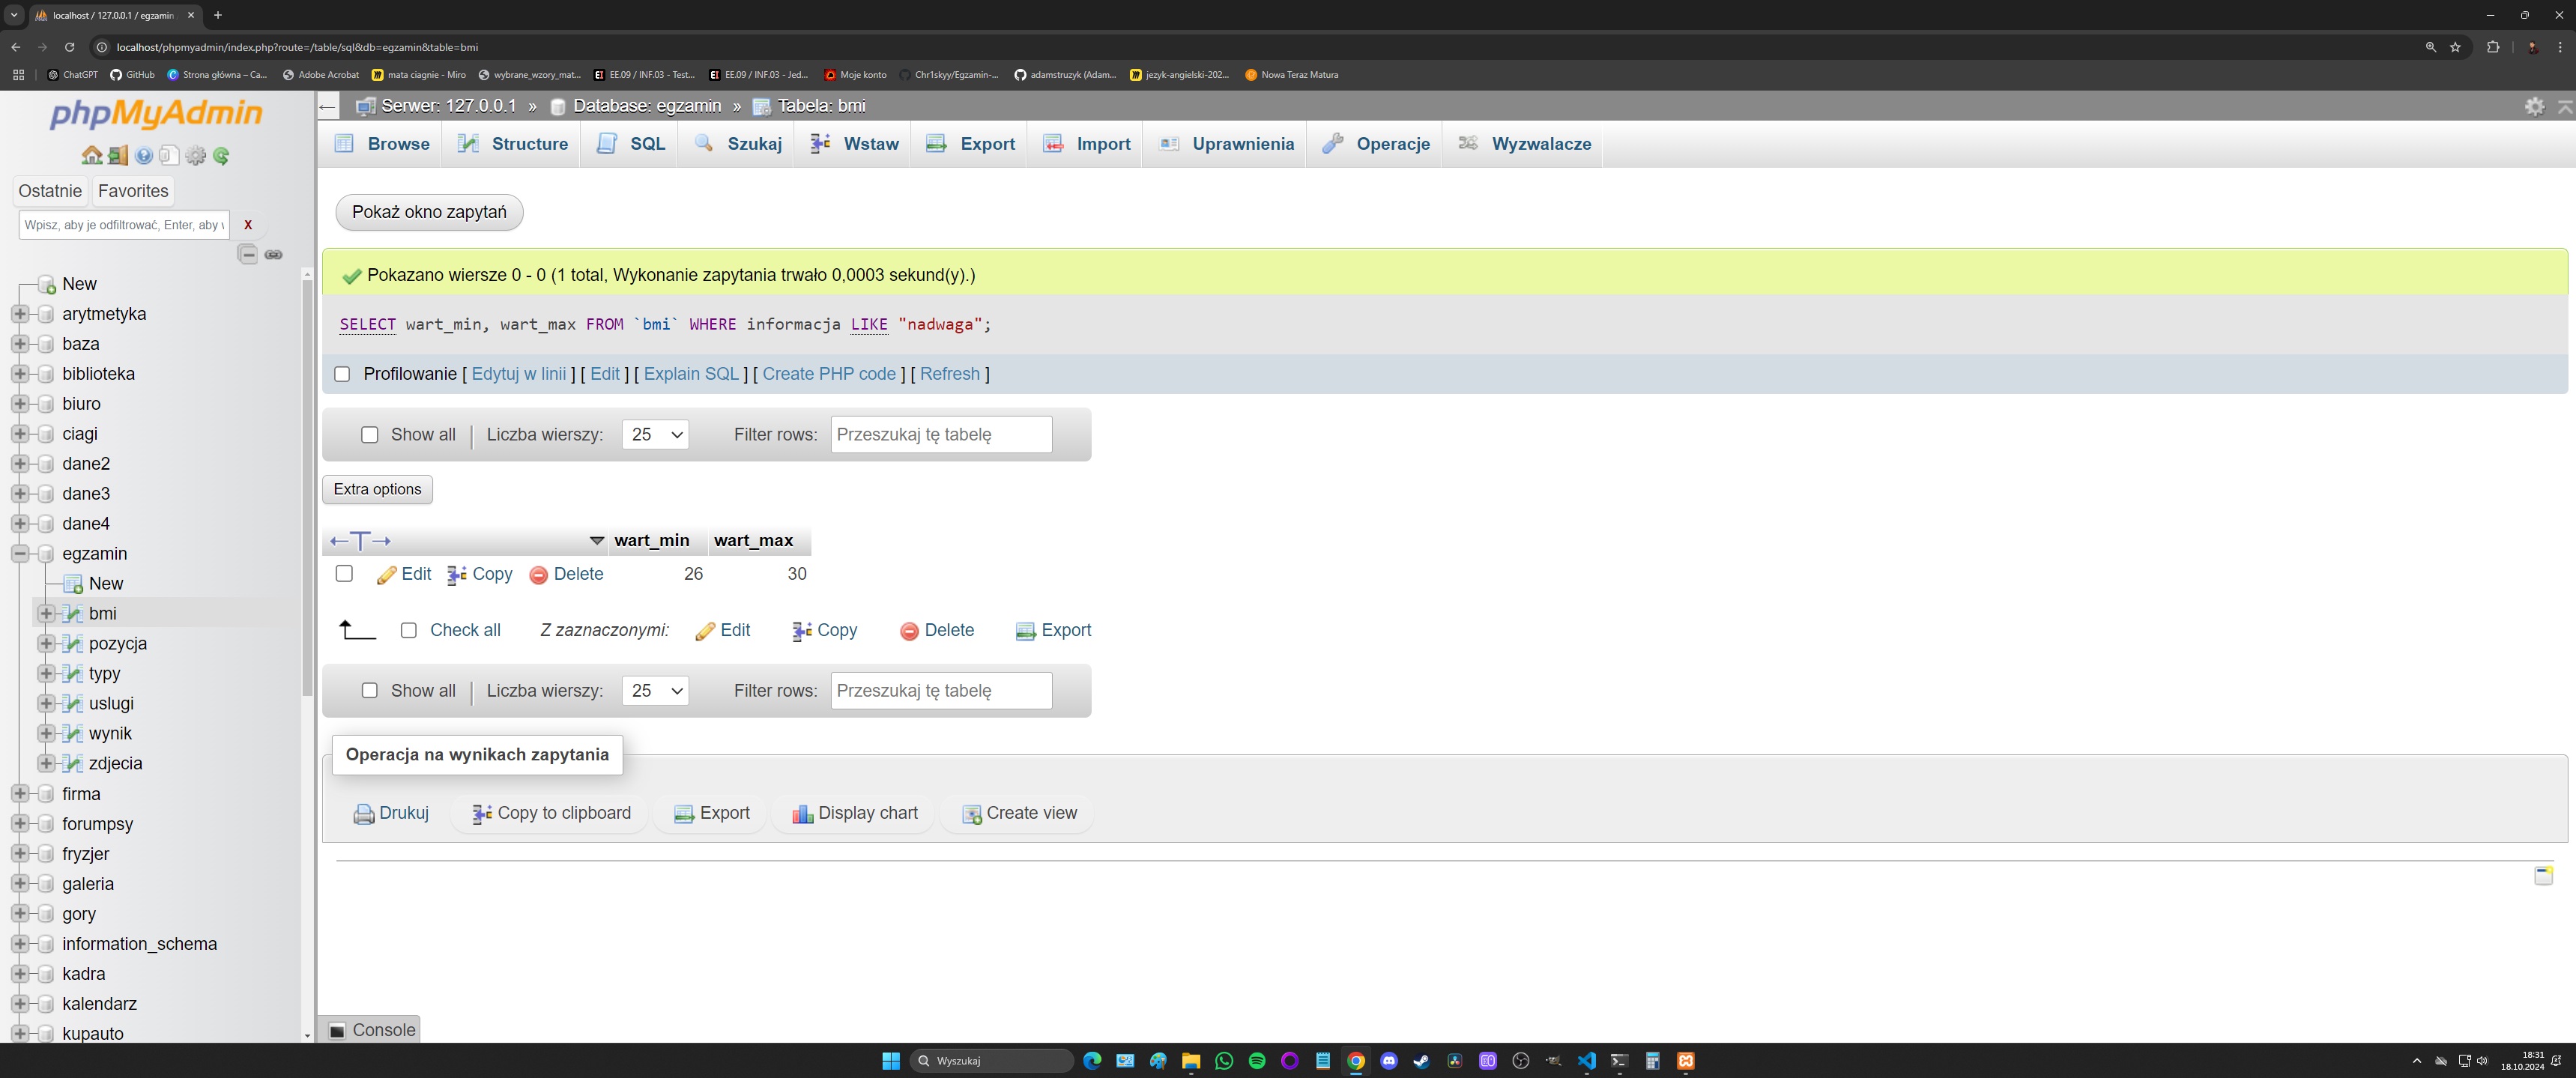 localhost / 127.0.0.1 / egzamin
localhost/phpmyadmin/index.php?route=/table/sql&db=egzamin&table=bmi
ChatGPT GitHub Strona główna – Ca... Adobe Acrobat mata ciagnie - Miro wybrane_wzory_mat... EE.09 / INF.03 - Test... EE.09 / INF.03 - Jed... Moje konto Chr1skyy/Egzamin-... adamstruzyk (Adam... jezyk-angielski-202... Nowa Teraz Matura
phpMyAdmin
Ostatnie Favorites
Wpisz, aby je odfiltrować, Enter, aby w X
New
arytmetyka
baza
biblioteka
biuro
ciagi
dane2
dane3
dane4
egzamin
New
bmi
pozycja
typy
uslugi
wynik
zdjecia
firma
forumpsy
fryzjer
galeria
gory
information_schema
kadra
kalendarz
kupauto
Serwer: 127.0.0.1 » Database: egzamin » Tabela: bmi
Browse Structure SQL Szukaj Wstaw Export Import Uprawnienia Operacje Wyzwalacze
Pokaż okno zapytań
Pokazano wiersze 0 - 0 (1 total, Wykonanie zapytania trwało 0,0003 sekund(y).)
SELECT wart_min, wart_max FROM `bmi` WHERE informacja LIKE "nadwaga";
Profilowanie [ Edytuj w linii ] [ Edit ] [ Explain SQL ] [ Create PHP code ] [ Refresh ]
Show all | Liczba wierszy: 25 Filter rows: Przeszukaj tę tabelę
Extra options
←T→ wart_min wart_max
Edit Copy Delete 26 30
Check all Z zaznaczonymi: Edit Copy Delete Export
Show all | Liczba wierszy: 25 Filter rows: Przeszukaj tę tabelę
Operacja na wynikach zapytania
Drukuj Copy to clipboard Export Display chart Create view
Console
Wyszukaj
18:31
18.10.2024